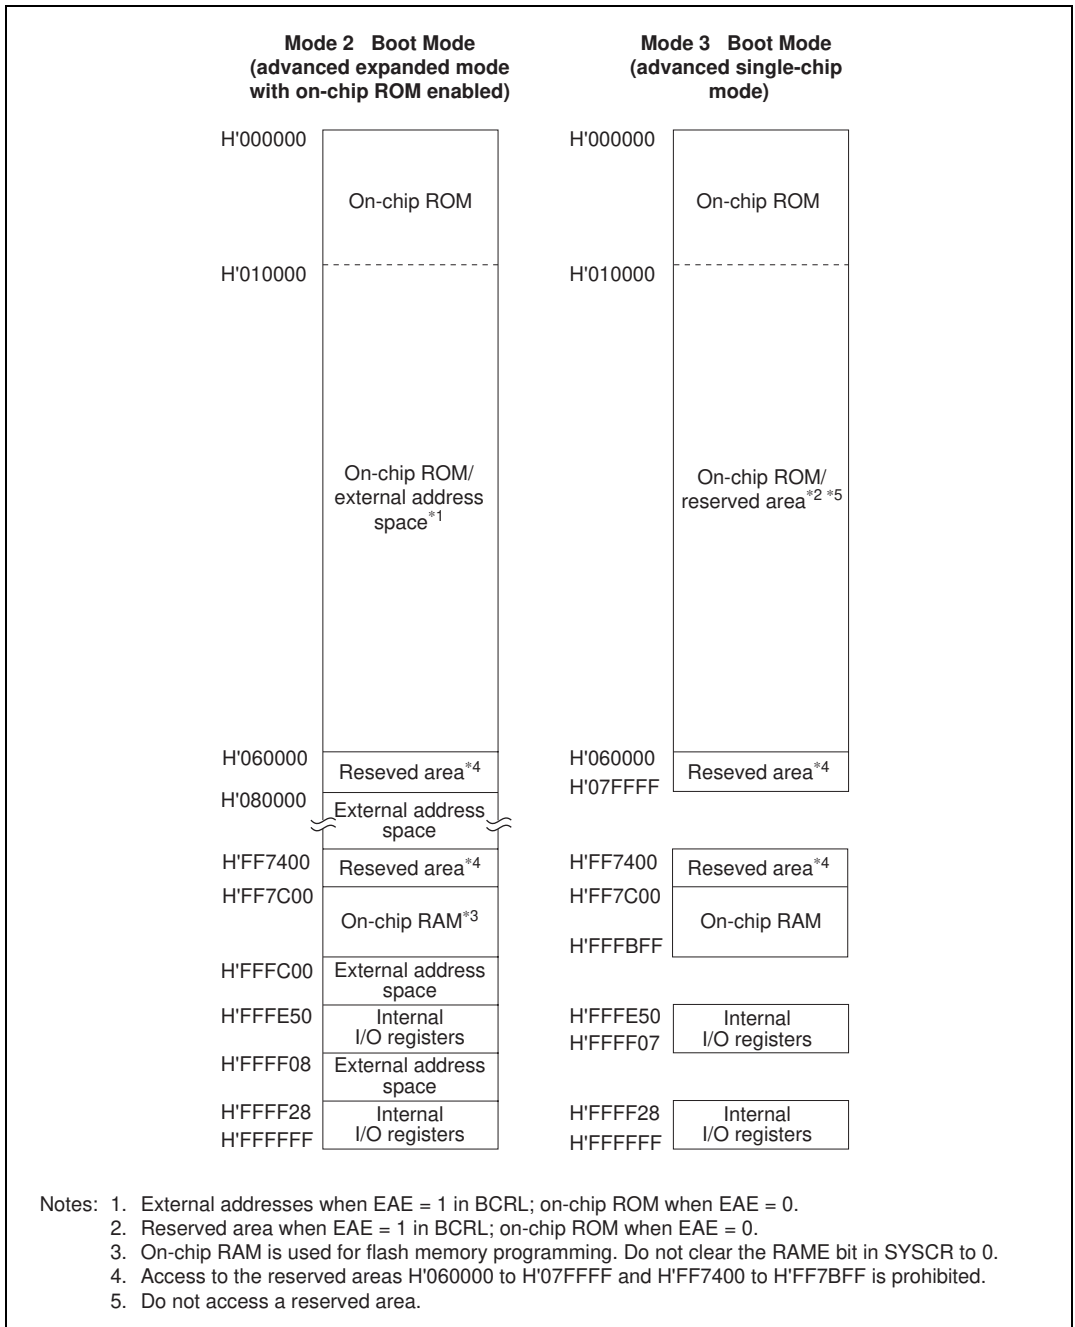 Mode 2 Boot Mode
(advanced expanded mode
with on-chip ROM enabled)
H'000000
On-chip ROM
H'010000
On-chip ROM/
external address
space*1
H'060000
Reseved area*4
H'080000
External address
space
H'FF7400
Reseved area*4
H'FF7C00
On-chip RAM*3
H'FFFC00
External address
space
H'FFFE50
Internal
I/O registers
H'FFFF08
External address
space
H'FFFF28
Internal
I/O registers
H'FFFFFF
Mode 3 Boot Mode
(advanced single-chip
mode)
H'000000
On-chip ROM
H'010000
On-chip ROM/
reserved area*2 *5
H'060000
Reseved area*4
H'07FFFF
H'FF7400
Reseved area*4
H'FF7C00
On-chip RAM
H'FFFBFF
H'FFFE50
Internal
I/O registers
H'FFFF07
H'FFFF28
Internal
I/O registers
H'FFFFFF
Notes: 1. External addresses when EAE = 1 in BCRL; on-chip ROM when EAE = 0.
2. Reserved area when EAE = 1 in BCRL; on-chip ROM when EAE = 0.
3. On-chip RAM is used for flash memory programming. Do not clear the RAME bit in SYSCR to 0.
4. Access to the reserved areas H'060000 to H'07FFFF and H'FF7400 to H'FF7BFF is prohibited.
5. Do not access a reserved area.